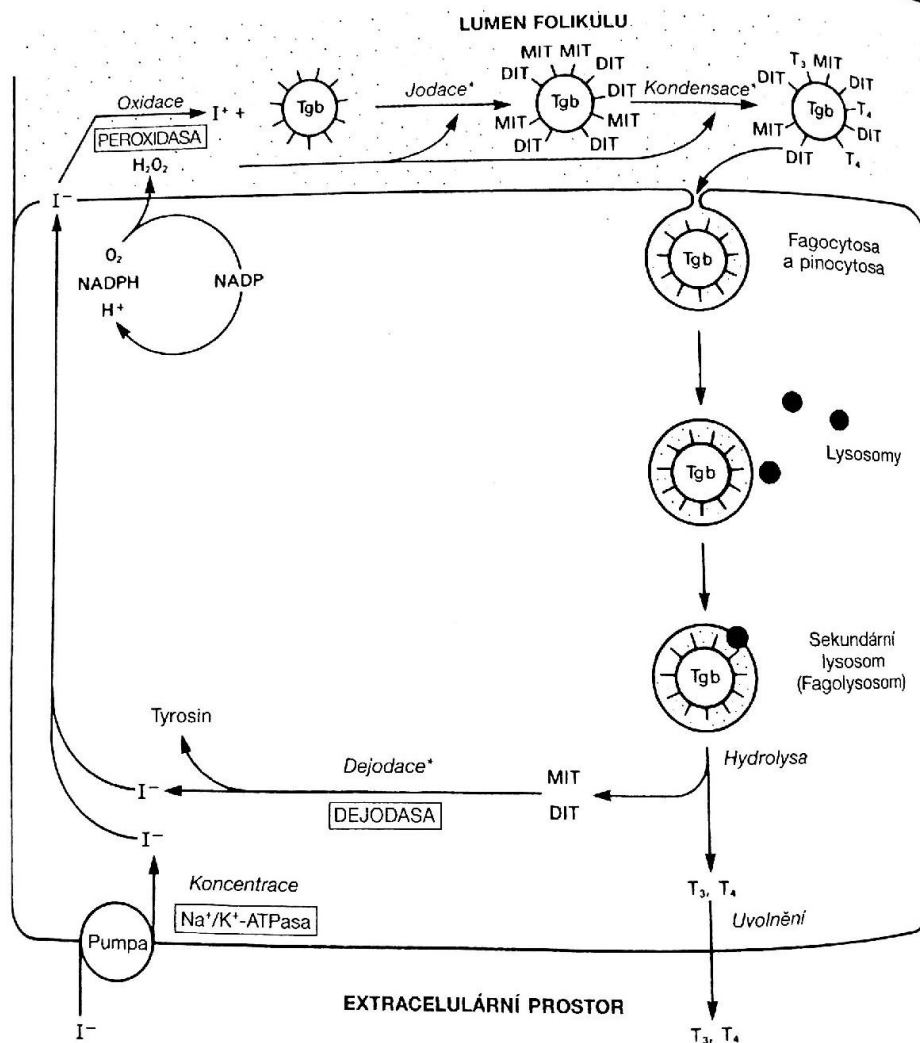 LUMEN FOLIKULU
Oxidace
I⁺ +
PEROXIDASA
H₂O₂
Tgb
Jodace*
MIT MIT
DIT
DIT
Tgb
DIT
MIT
MIT
DIT
DIT
Kondensace*
T₃ MIT
DIT
DIT
Tgb
T₄
MIT
DIT
DIT
T₄
I⁻
O₂
NADPH
H⁺
NADP
Tgb
Fagocytosa
a pinocytosa
Tgb
Lysosomy
Tgb
Sekundární
lysosom
(Fagolysosom)
Hydrolysa
MIT
DIT
Dejodace*
DEJODASA
Tyrosin
I⁻
I⁻
Koncentrace
Na⁺/K⁺-ATPasa
Pumpa
T₃, T₄
Uvolnění
EXTRACELULÁRNÍ PROSTOR
I⁻
T₃, T₄